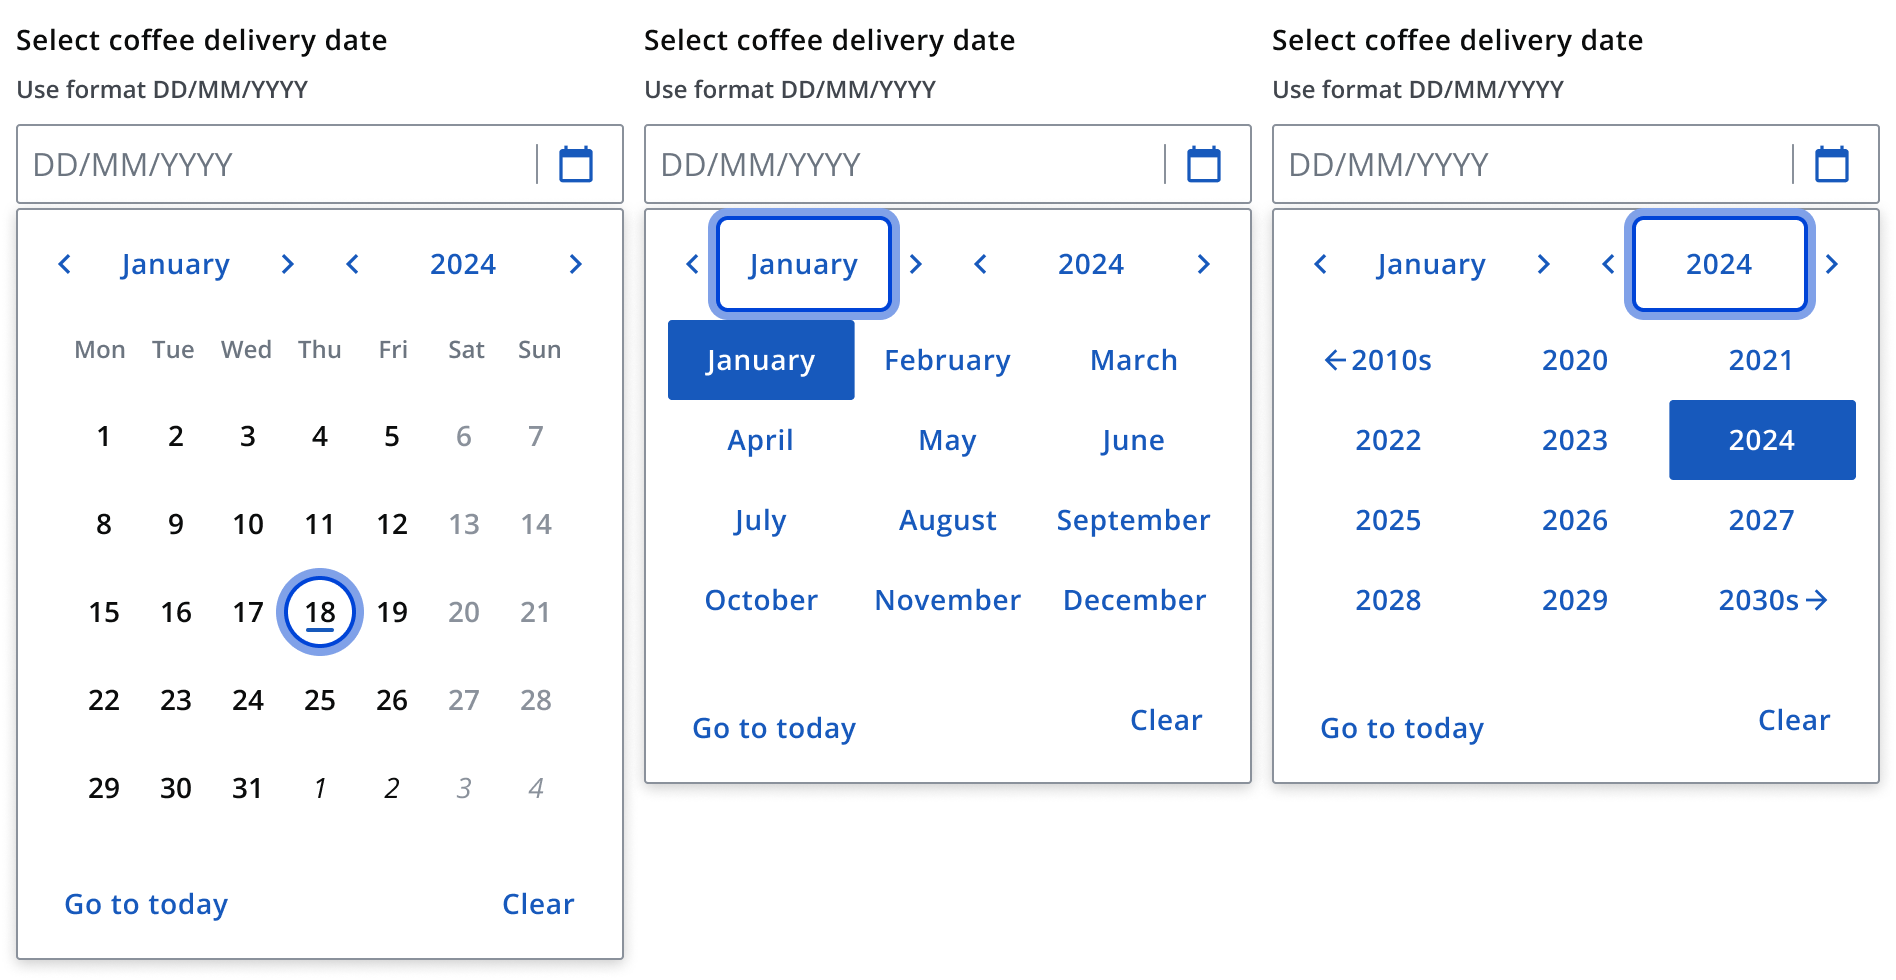 Select coffee delivery date
Use format DD/MM/YYYY
DD/MM/YYYY
January 2024
Mon Tue Wed Thu Fri Sat Sun
1 2 3 4 5 6 7
8 9 10 11 12 13 14
15 16 17 18 19 20 21
22 23 24 25 26 27 28
29 30 31 1 2 3 4
Go to today Clear
Select coffee delivery date
Use format DD/MM/YYYY
DD/MM/YYYY
January 2024
January February March
April May June
July August September
October November December
Go to today Clear
Select coffee delivery date
Use format DD/MM/YYYY
DD/MM/YYYY
January 2024
←2010s 2020 2021
2022 2023 2024
2025 2026 2027
2028 2029 2030s→
Go to today Clear